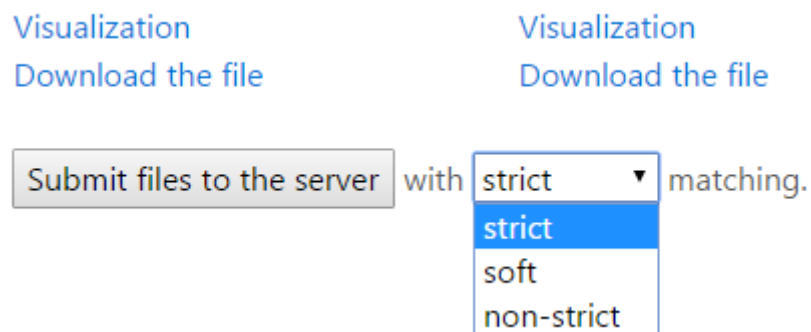 Visualization Visualization
Download the file Download the file
Submit files to the server with strict ▼ matching.
strict
soft
non-strict